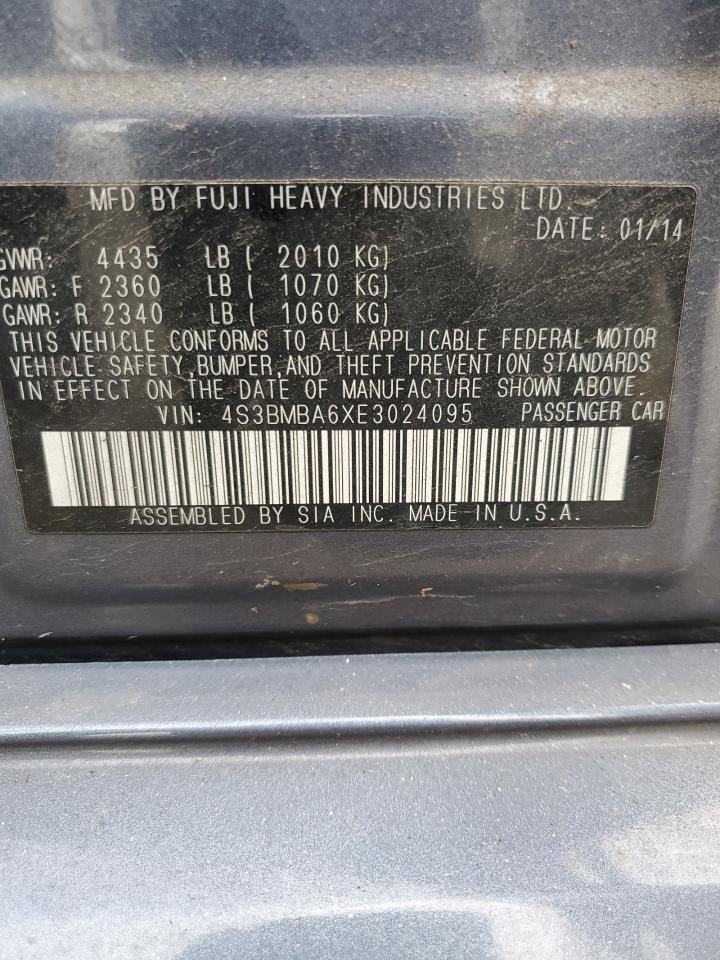 MFD BY FUJI HEAVY INDUSTRIES LTD
DATE: 01/14
GVWR: 4435 LB ( 2010 KG)
GAWR: F 2360 LB ( 1070 KG)
GAWR: R 2340 LB ( 1060 KG)
THIS VEHICLE CONFORMS TO ALL APPLICABLE FEDERAL MOTOR
VEHICLE SAFETY, BUMPER, AND THEFT PREVENTION STANDARDS
IN EFFECT ON THE DATE OF MANUFACTURE SHOWN ABOVE.
VIN: 4S3BMBA6XE3024095 PASSENGER CAR
ASSEMBLED BY SIA INC. MADE IN U.S.A.